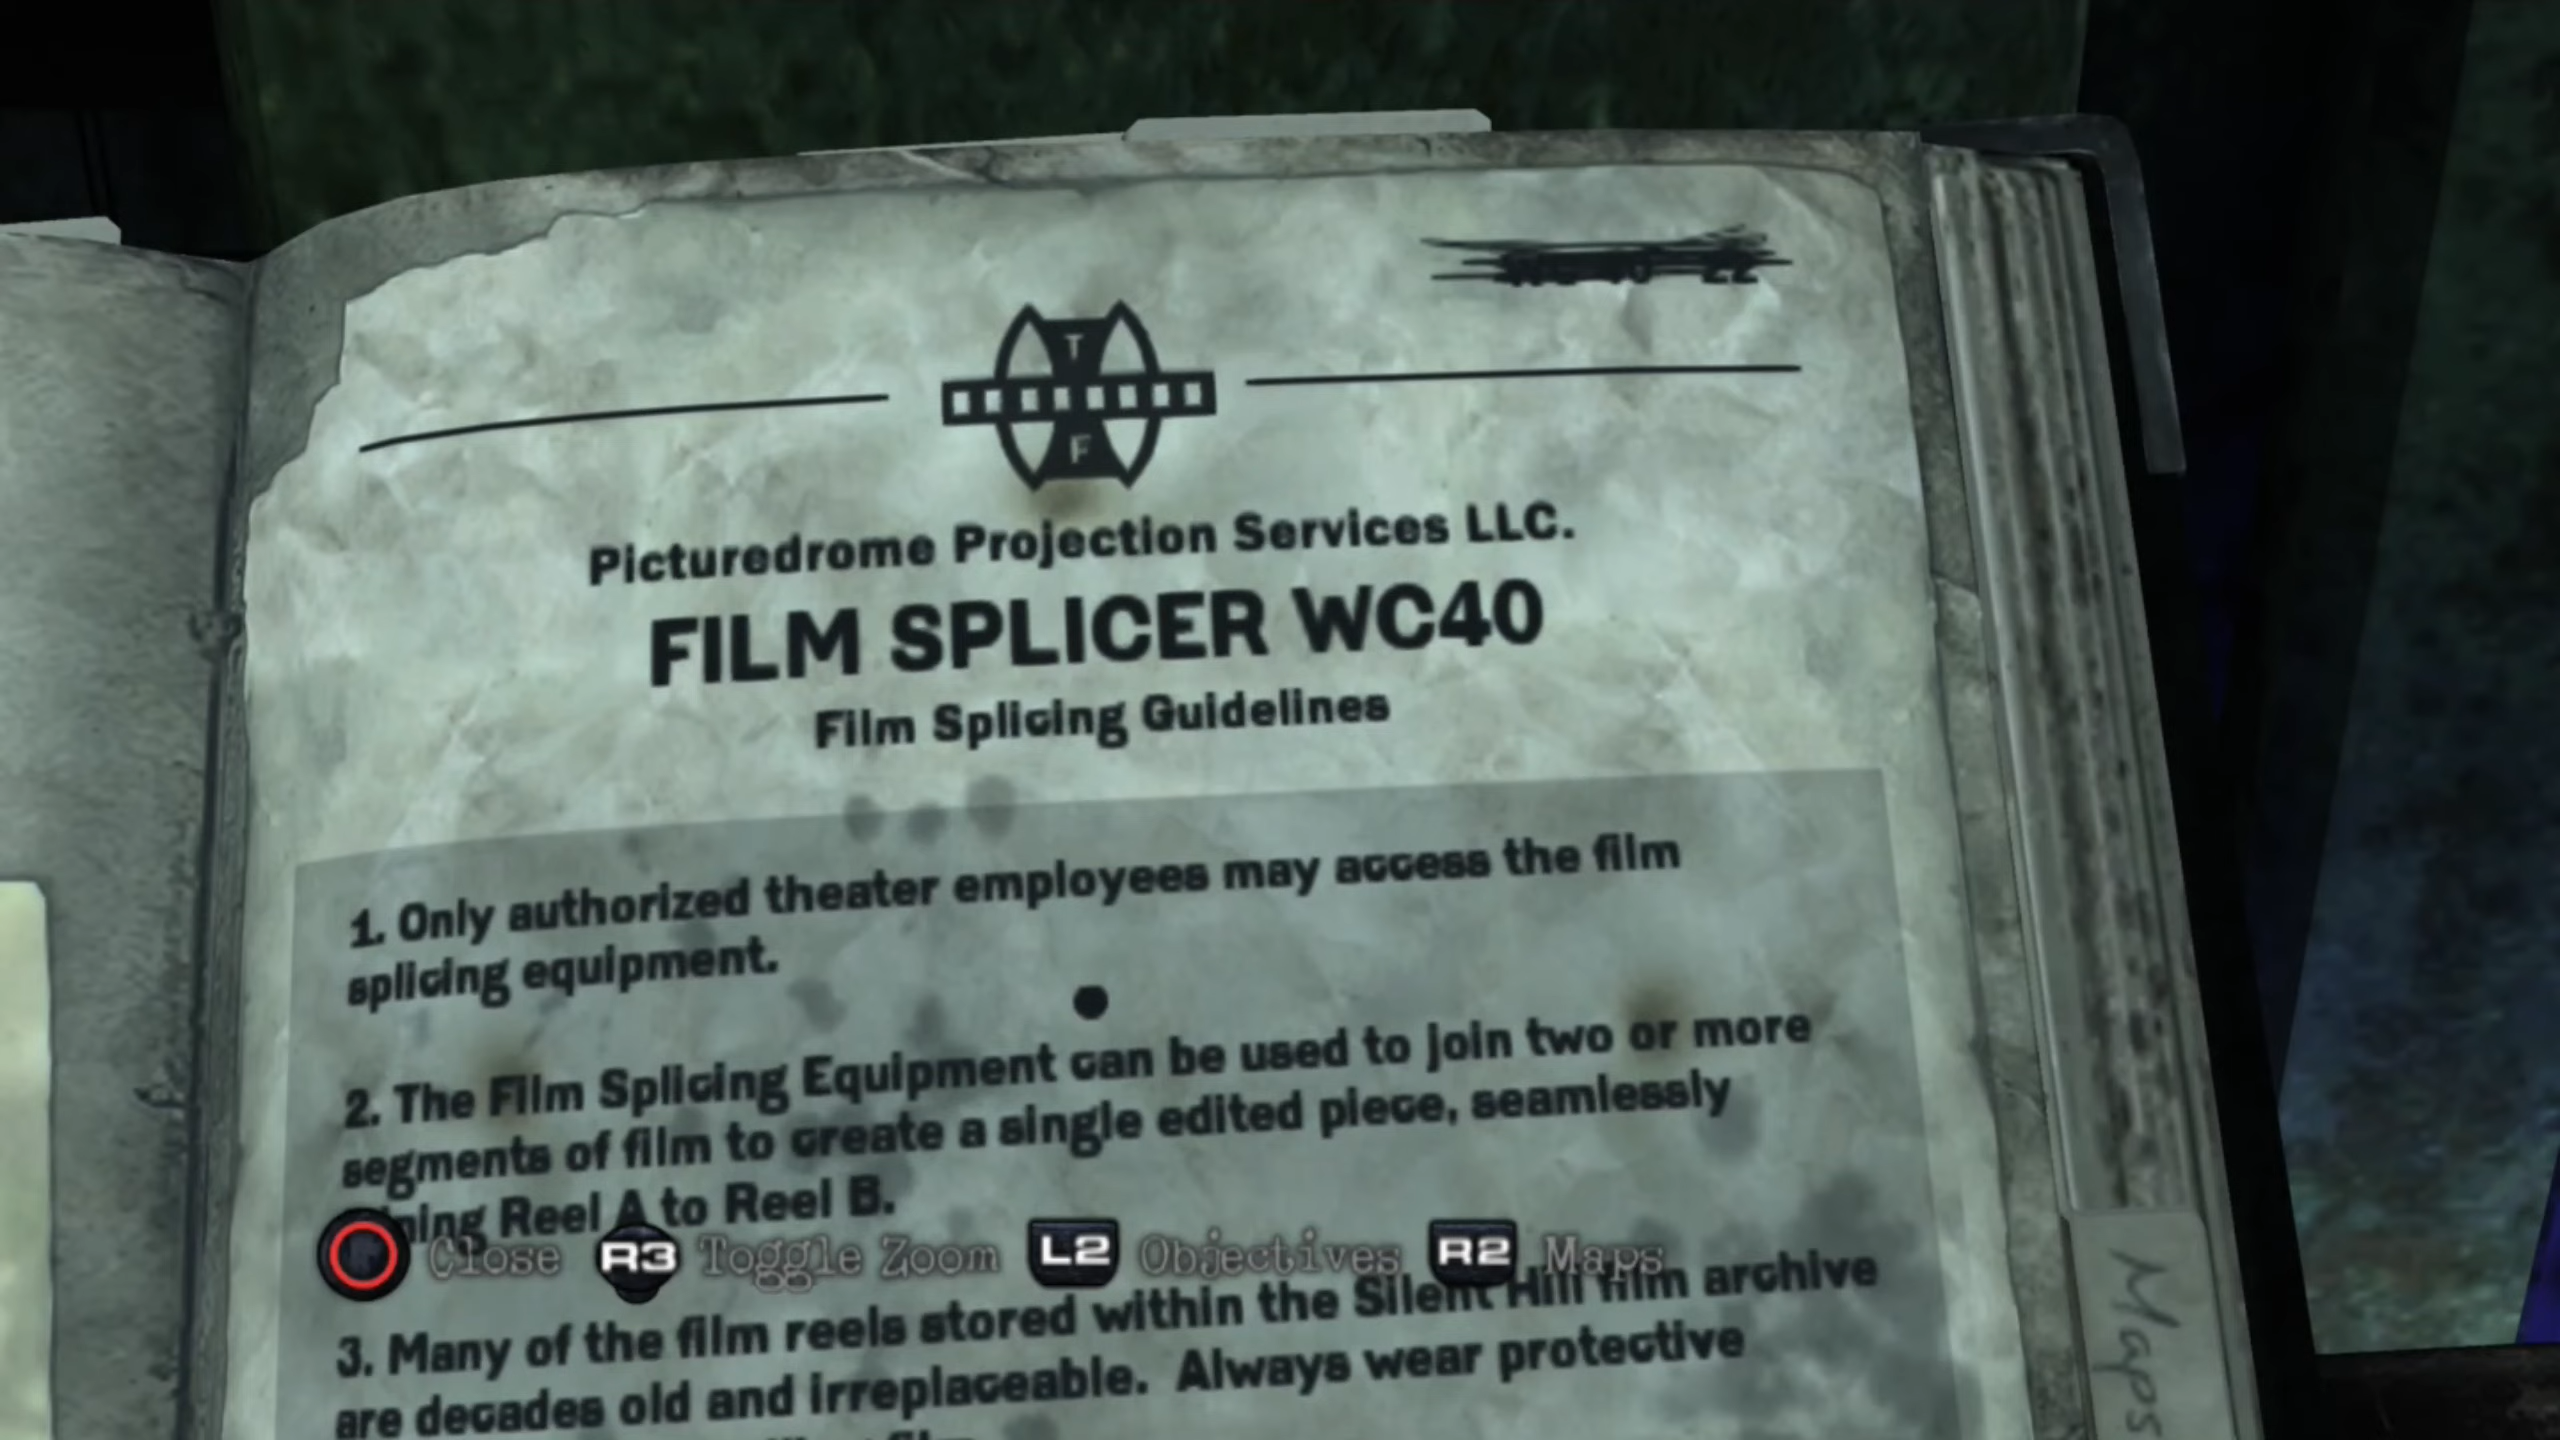 T
F
Picturedrome Projection Services LLC.
FILM SPLICER WC40
Film Splicing Guidelines
1. Only authorized theater employees may access the film
splicing equipment.
2. The Film Splicing Equipment can be used to join two or more
segments of film to create a single edited piece, seamlessly
Reel A to Reel B.
Close R3 Toggle Zoom L2 Objectives R2 Maps
3. Many of the film reels stored within the Silent Hill film archive
are decades old and irreplaceable. Always wear protective
film
Maps